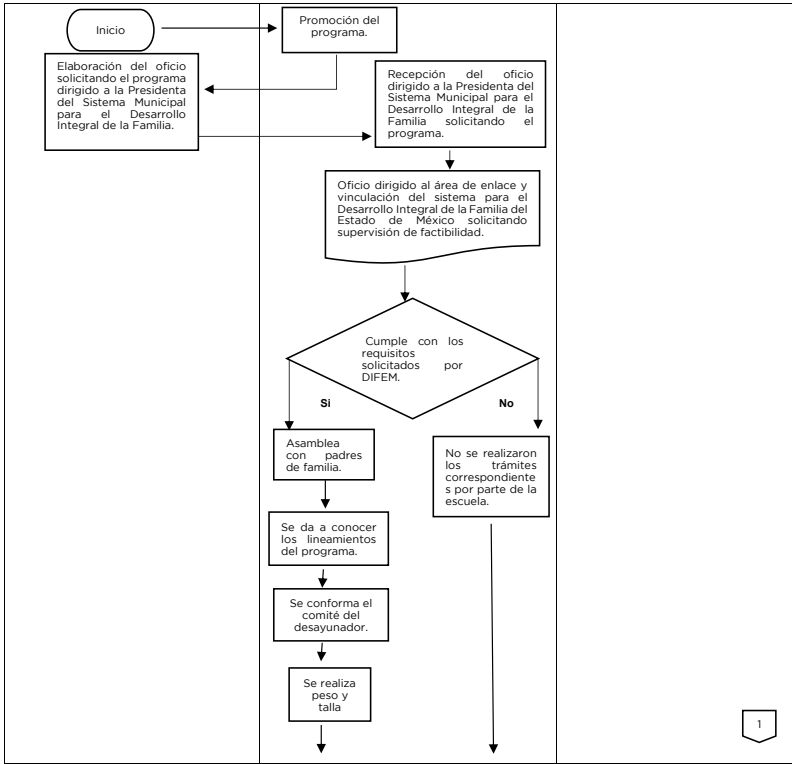 Inicio
Promoción del
programa.
Elaboración del oficio
solicitando el programa
dirigido a la Presidenta
del Sistema Municipal
para el Desarrollo
Integral de la Familia.
Recepción del oficio
dirigido a la Presidenta del
Sistema Municipal para el
Desarrollo Integral de la
Familia solicitando el
programa.
Oficio dirigido al área de enlace y
vinculación del sistema para el
Desarrollo Integral de la Familia del
Estado de México solicitando
supervisión de factibilidad.
Cumple con los
requisitos
solicitados por
DIFEM.
Si
No
Asamblea
con padres
de familia.
No se realizaron
los trámites
correspondiente
s por parte de la
escuela.
Se da a conocer
los lineamientos
del programa.
Se conforma el
comité del
desayunador.
Se realiza
peso y
talla
1